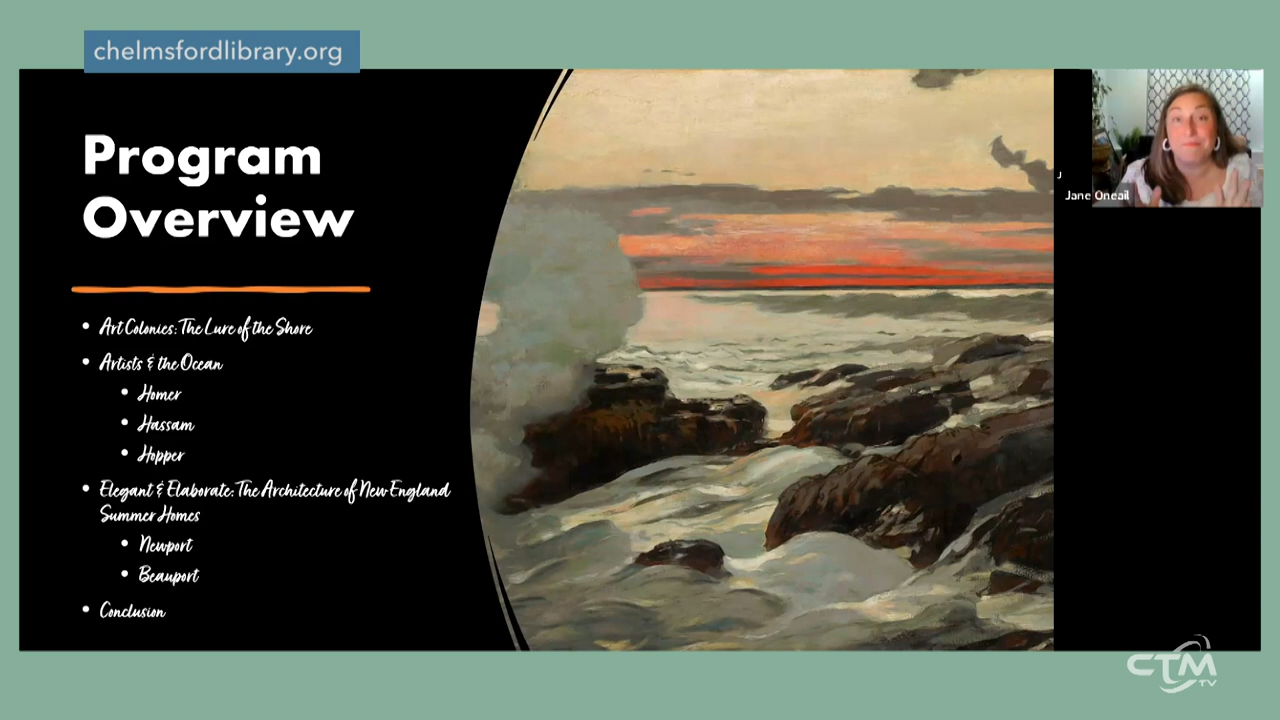 chelmsfordlibrary.org
Program
Overview
• Art Colonies: The Lure of the Shore
• Artists & the Ocean
• Homer
• Hassam
• Hopper
• Elegant & Elaborate: The Architecture of New England
Summer Homes
• Newport
• Beauport
• Conclusion
J
Jane Oneail
CTM
TV